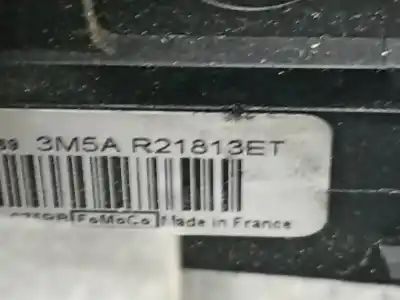 3M5A R21813ET
FoMoCo Made in France